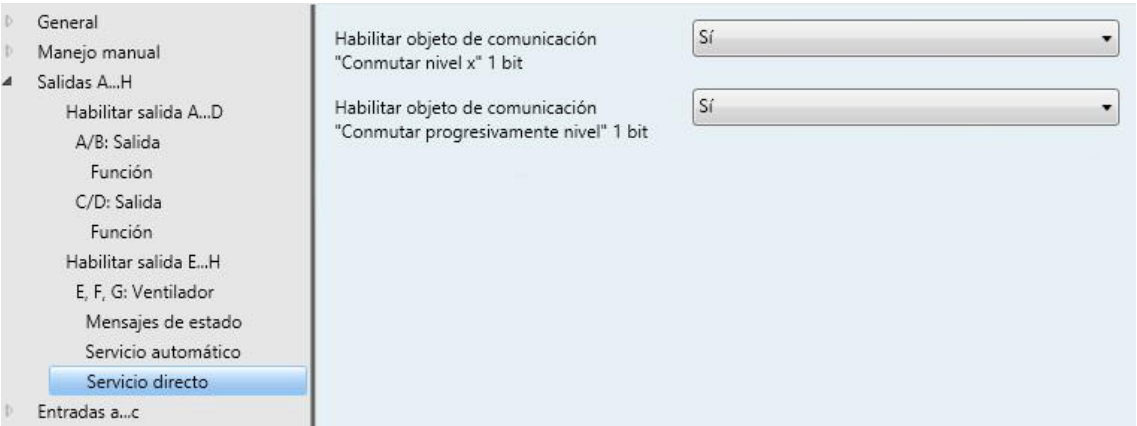 General
Manejo manual
Salidas A...H
Habilitar salida A...D
A/B: Salida
Función
C/D: Salida
Función
Habilitar salida E...H
E, F, G: Ventilador
Mensajes de estado
Servicio automático
Servicio directo
Entradas a...c
Habilitar objeto de comunicación
"Conmutar nivel x" 1 bit
Sí
Habilitar objeto de comunicación
"Conmutar progresivamente nivel" 1 bit
Sí